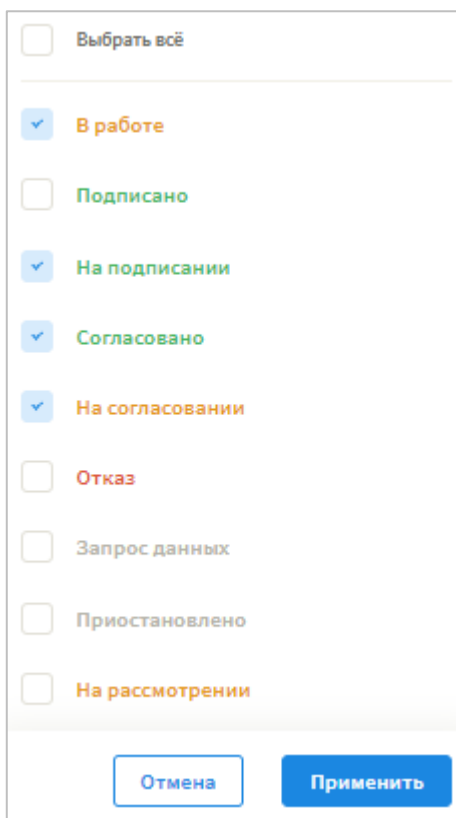 Выбрать всё
В работе
Подписано
На подписании
Согласовано
На согласовании
Отказ
Запрос данных
Приостановлено
На рассмотрении
Отмена
Применить